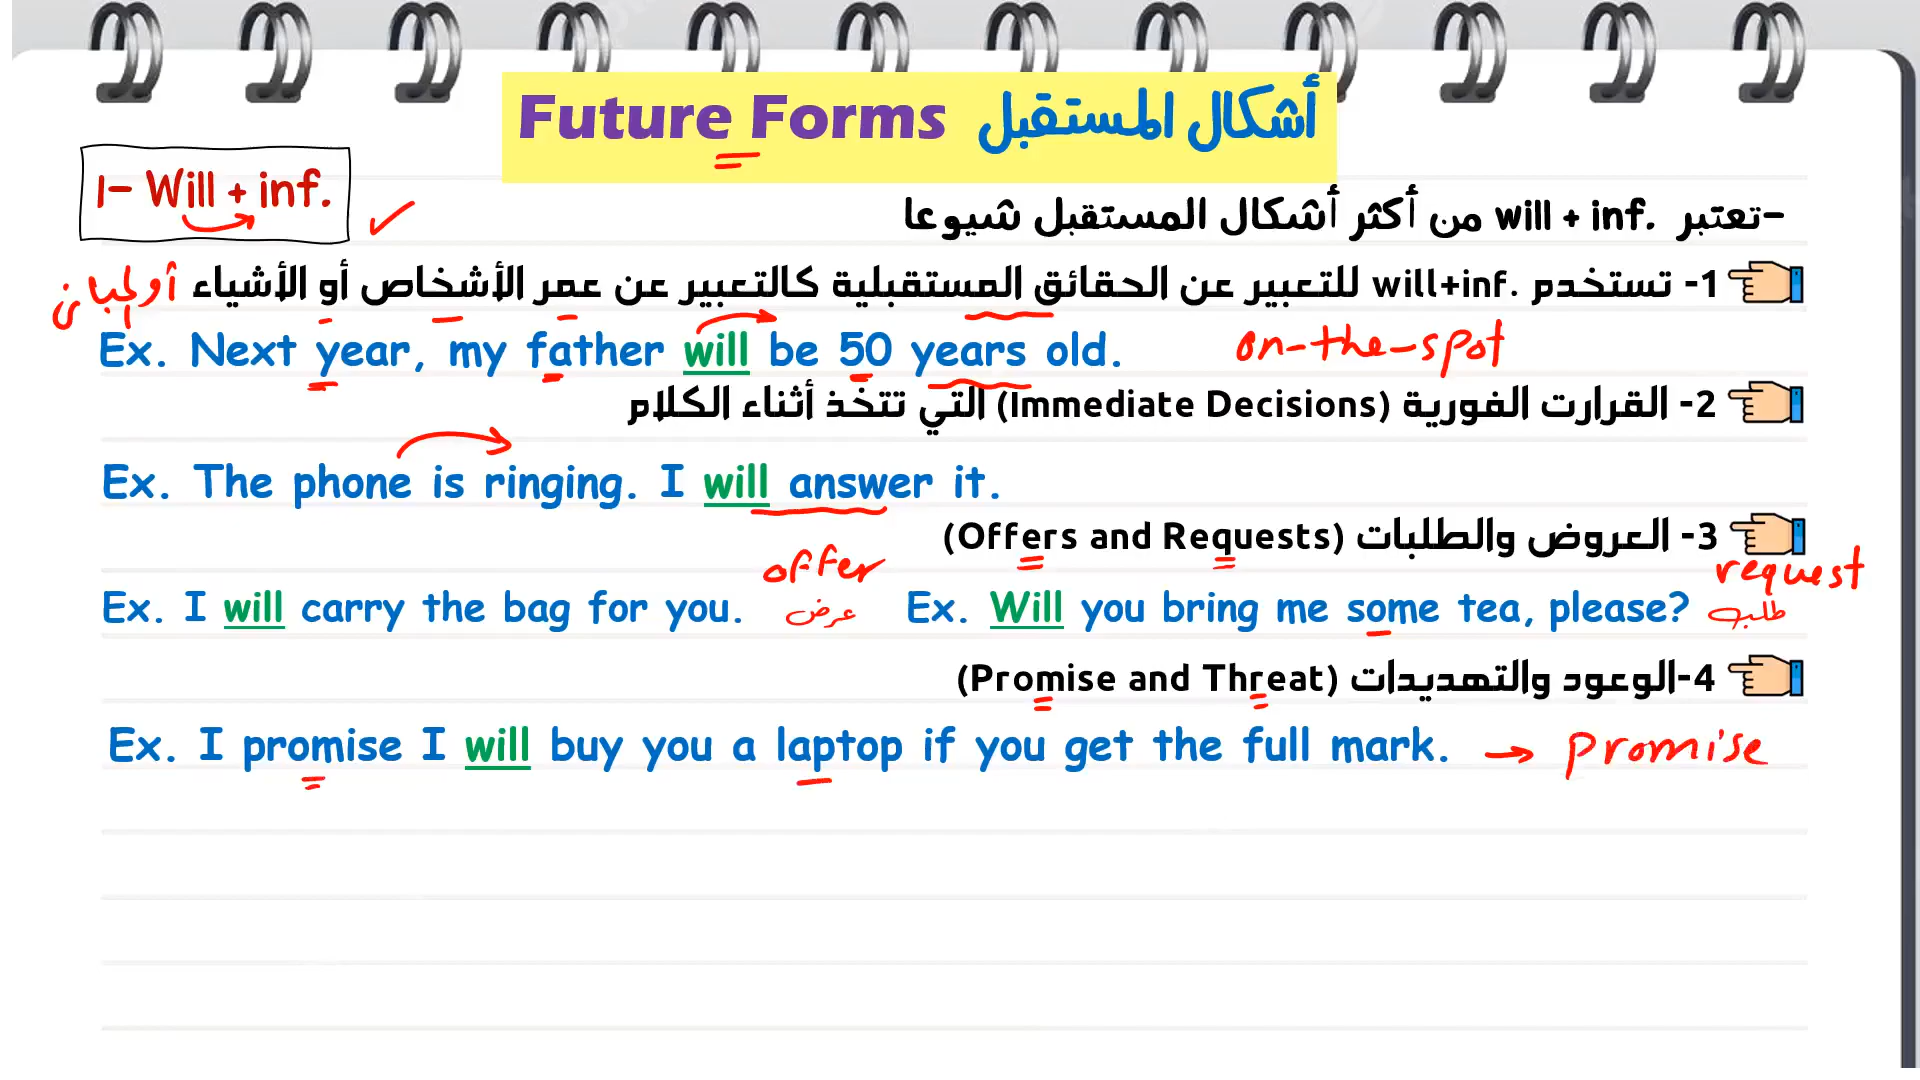 Future Forms أشكال المستقبل
1- Will + inf.
-تعتبر will + inf. من أكثر أشكال المستقبل شيوعا
1- تستخدم will+inf. للتعبير عن الحقائق المستقبلية كالتعبير عن عمر الأشخاص أو الأشياء
Ex. Next year, my father will be 50 years old. on-the-spot
2- القرارت الفورية (Immediate Decisions) التي تتخذ أثناء الكلام
Ex. The phone is ringing. I will answer it.
3- العروض والطلبات (Offers and Requests)
offer request
Ex. I will carry the bag for you. عرض Ex. Will you bring me some tea, please? طلب
4-الوعود والتهديدات (Promise and Threat)
Ex. I promise I will buy you a laptop if you get the full mark. → promise